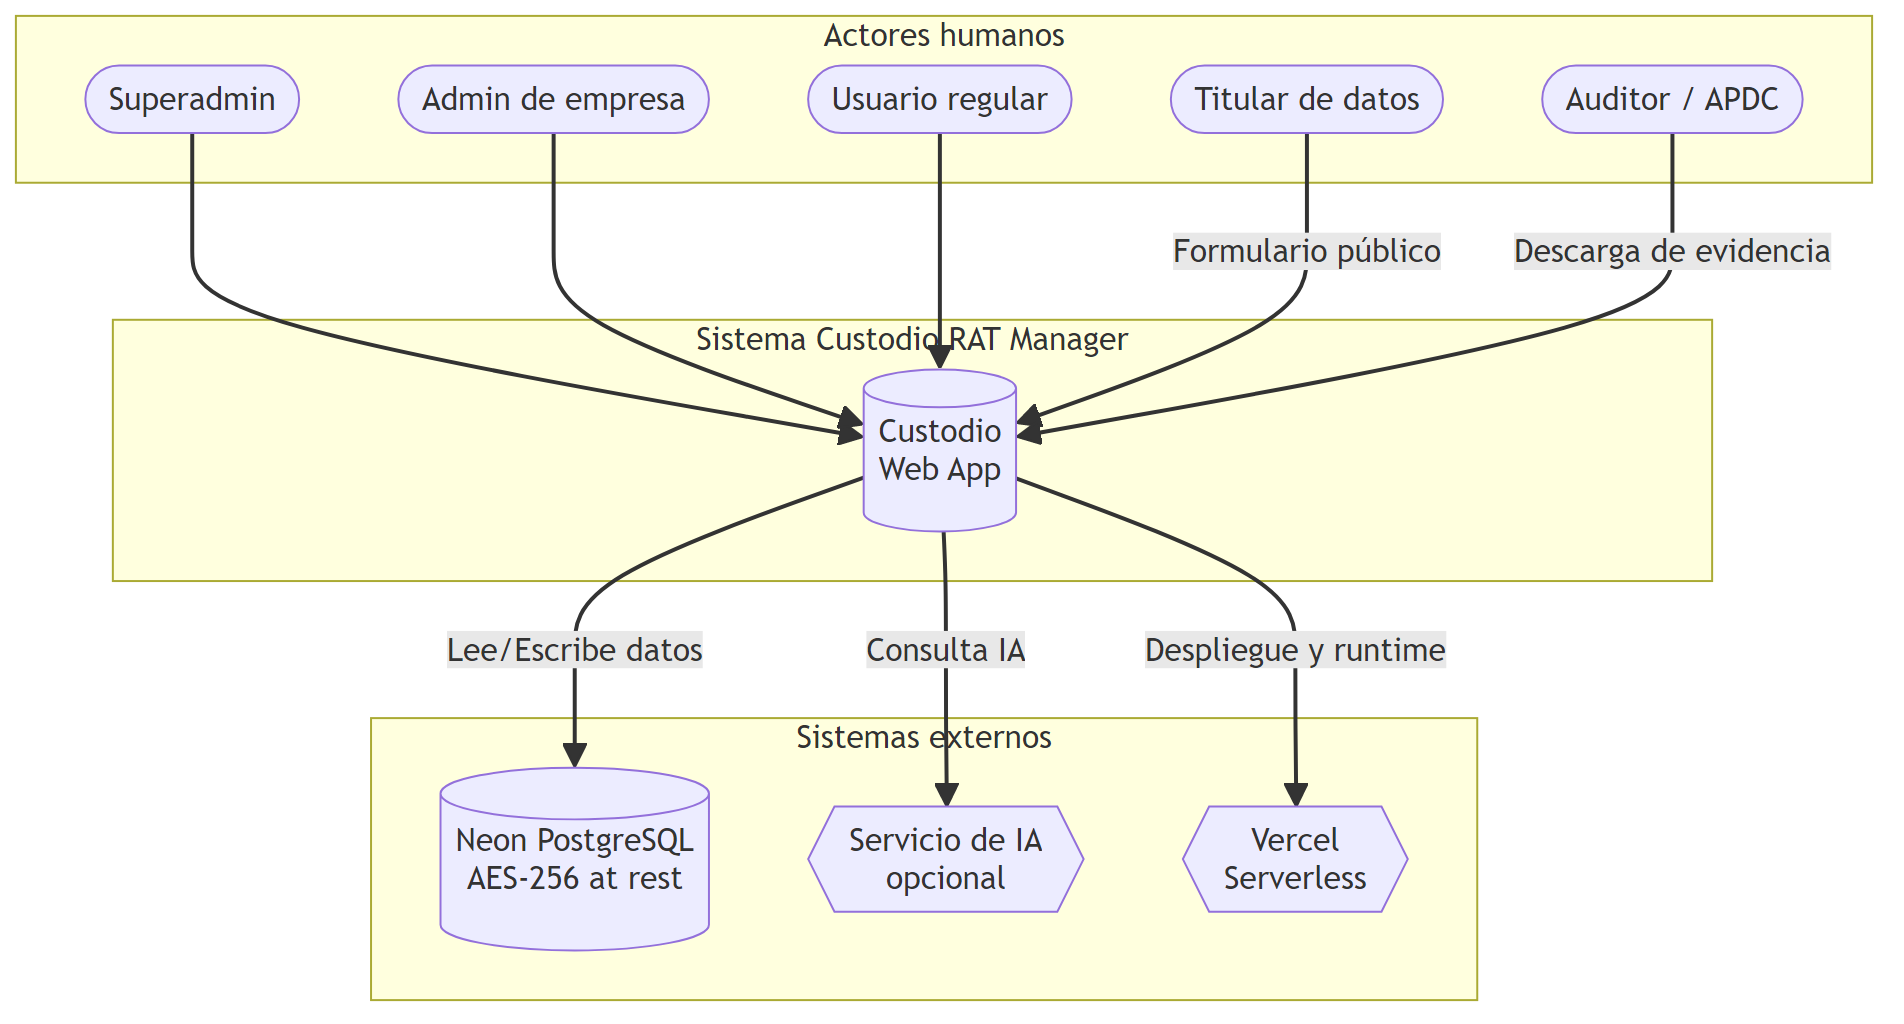 Actores humanos
Superadmin
Admin de empresa
Usuario regular
Titular de datos
Auditor / APDC
Formulario público
Descarga de evidencia
Sistema Custodio RAT Manager
Custodio
Web App
Lee/Escribe datos
Consulta IA
Despliegue y runtime
Sistemas externos
Neon PostgreSQL
AES-256 at rest
Servicio de IA
opcional
Vercel
Serverless